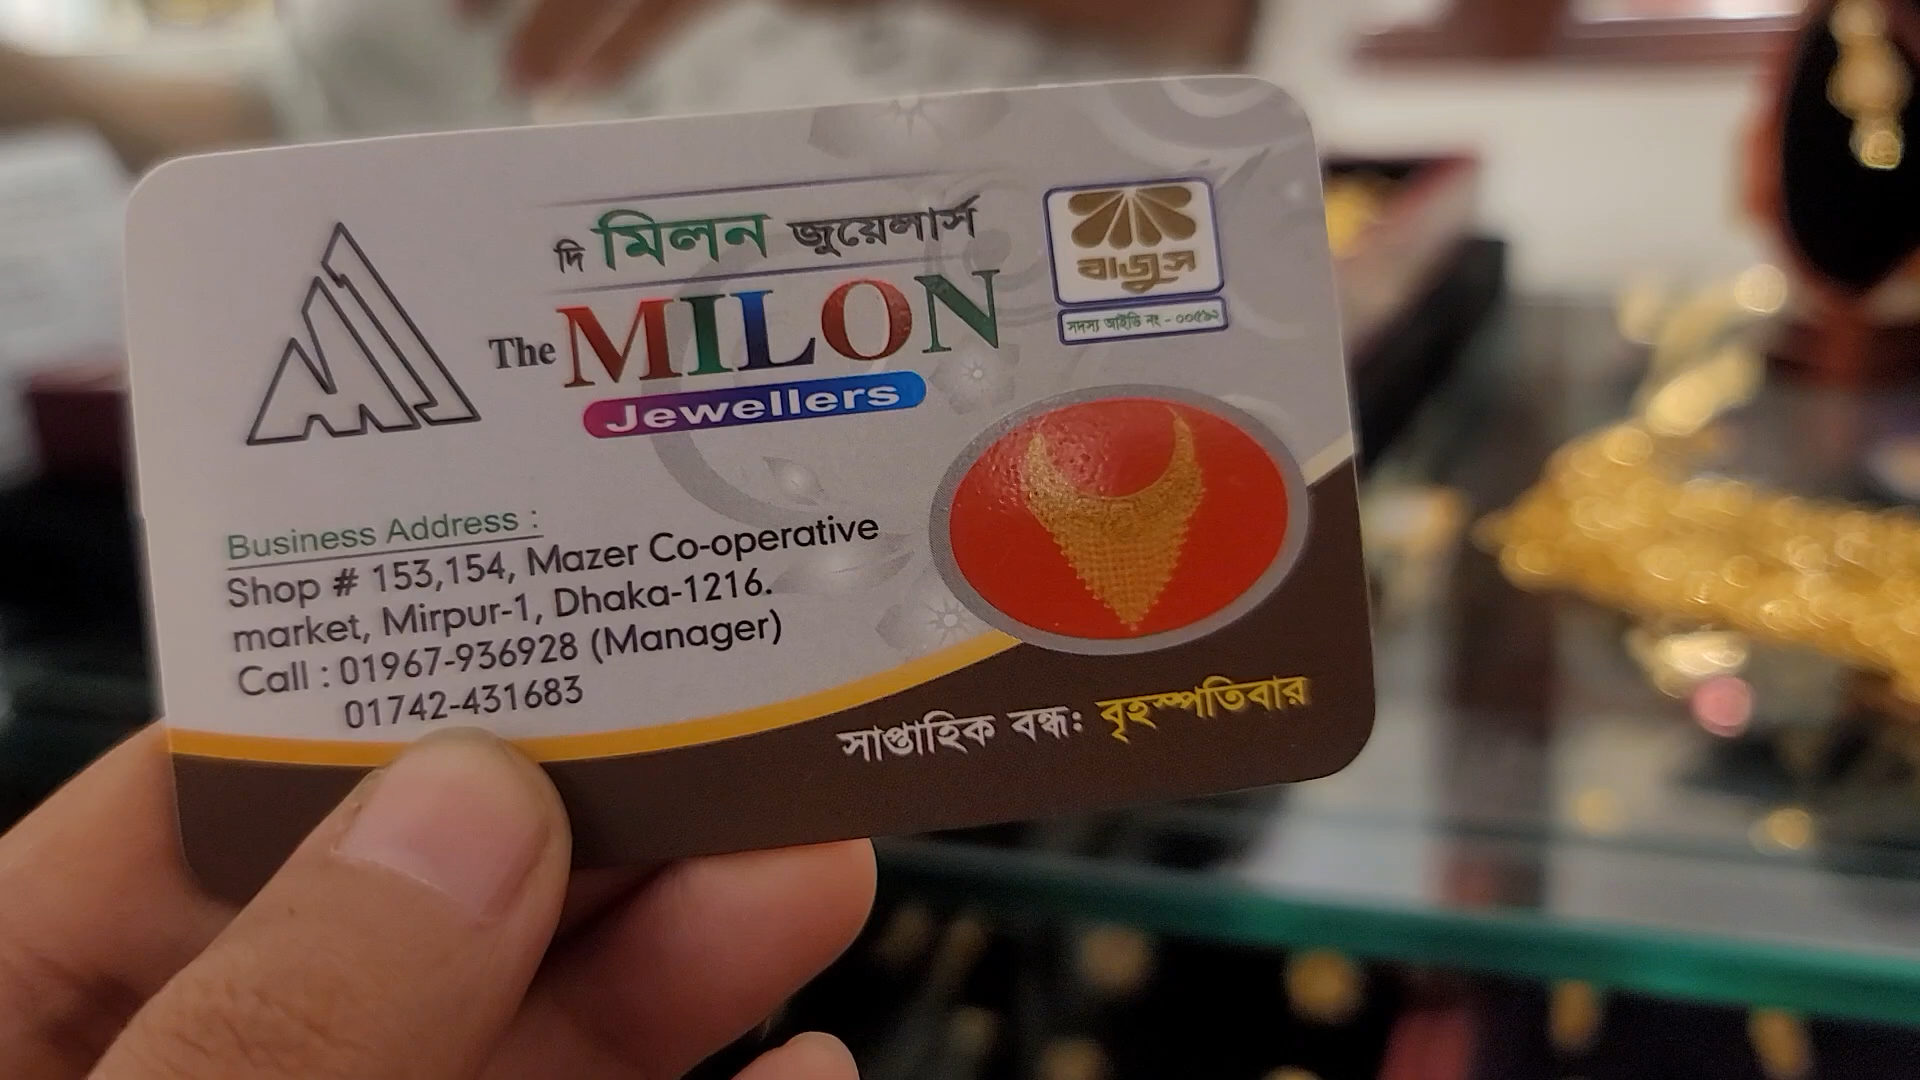 দি মিলন জুয়েলার্স
The MILON
Jewellers
বাজুস
সদস্য আইডি নং - ০০৫৯২
Business Address :
Shop # 153,154, Mazer Co-operative
market, Mirpur-1, Dhaka-1216.
Call : 01967-936928 (Manager)
01742-431683
সাপ্তাহিক বন্ধঃ বৃহস্পতিবার